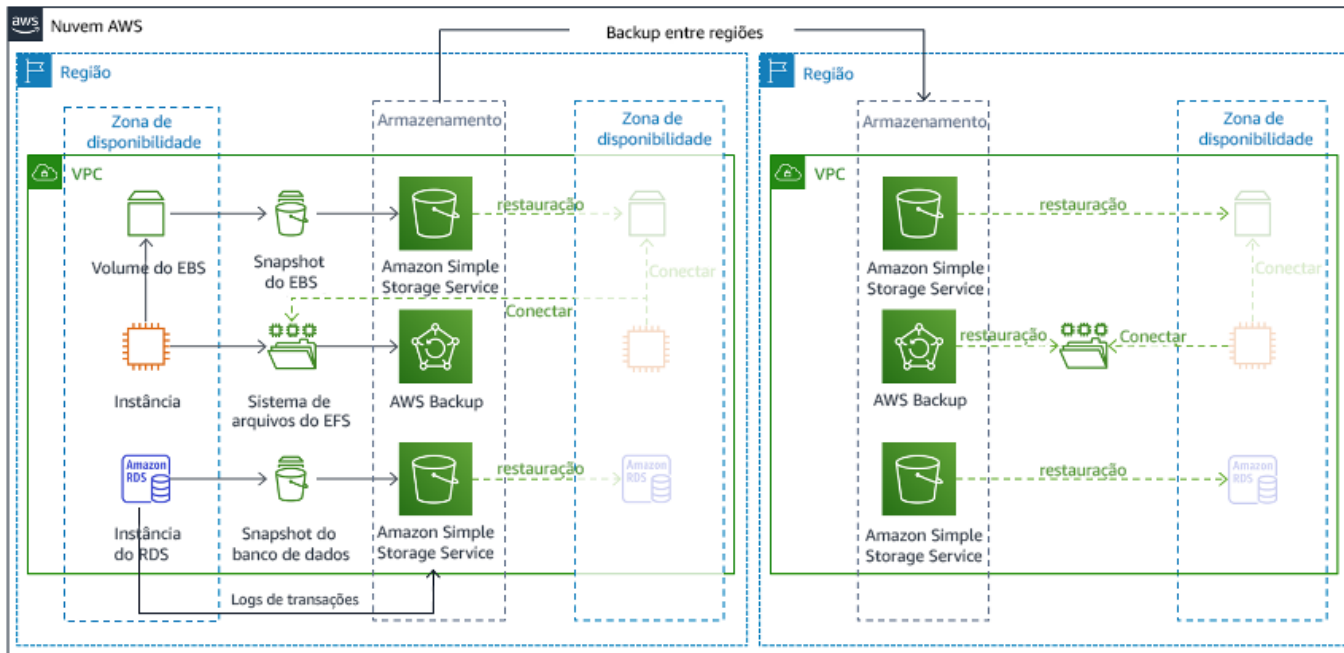 aws
Nuvem AWS
Backup entre regiões
Região
Zona de
disponibilidade
Armazenamento
Zona de
disponibilidade
VPC
restauração
Volume do EBS
Snapshot
do EBS
Amazon Simple
Storage Service
Conectar
Conectar
Instância
Sistema de
arquivos do EFS
AWS Backup
Amazon
RDS
restauração
Amazon
RDS
Instância
do RDS
Snapshot do
banco de dados
Amazon Simple
Storage Service
Logs de transações
Região
Armazenamento
Zona de
disponibilidade
VPC
restauração
Amazon Simple
Storage Service
Conectar
restauração
Conectar
AWS Backup
restauração
Amazon
RDS
Amazon Simple
Storage Service